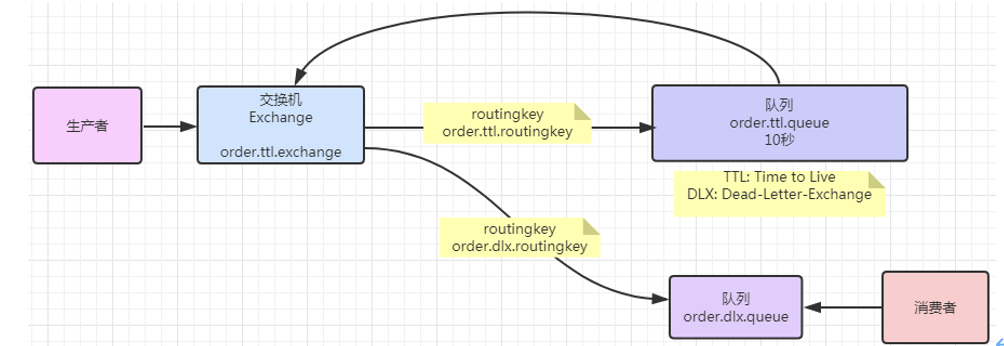 生产者
交换机
Exchange
order.ttl.exchange
routingkey
order.ttl.routingkey
队列
order.ttl.queue
10秒
TTL: Time to Live
DLX: Dead-Letter-Exchange
routingkey
order.dlx.routingkey
队列
order.dlx.queue
消费者